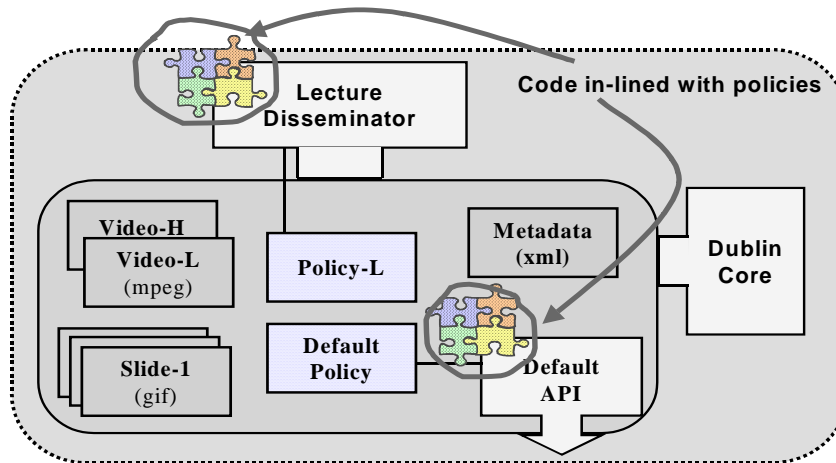 Lecture
Disseminator
Code in-lined with policies
Video-H
Video-L
(mpeg)
Policy-L
Metadata
(xml)
Dublin
Core
Slide-1
(gif)
Default
Policy
Default
API